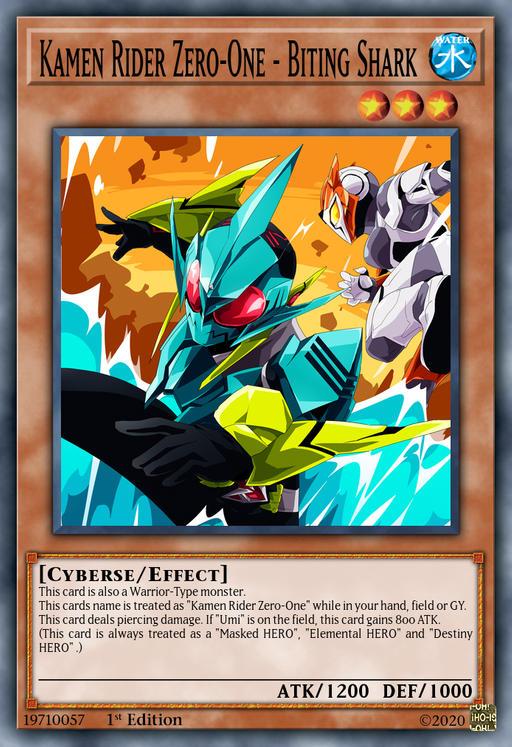 Kamen Rider Zero-One - Biting Shark
WATER
水
[Cyberse/Effect]
This card is also a Warrior-Type monster.
This cards name is treated as "Kamen Rider Zero-One" while in your hand, field or GY.
This card deals piercing damage. If "Umi" is on the field, this card gains 800 ATK.
(This card is always treated as a "Masked HERO", "Elemental HERO" and "Destiny
HERO" .)
ATK/1200 DEF/1000
19710057 1st Edition ©2020